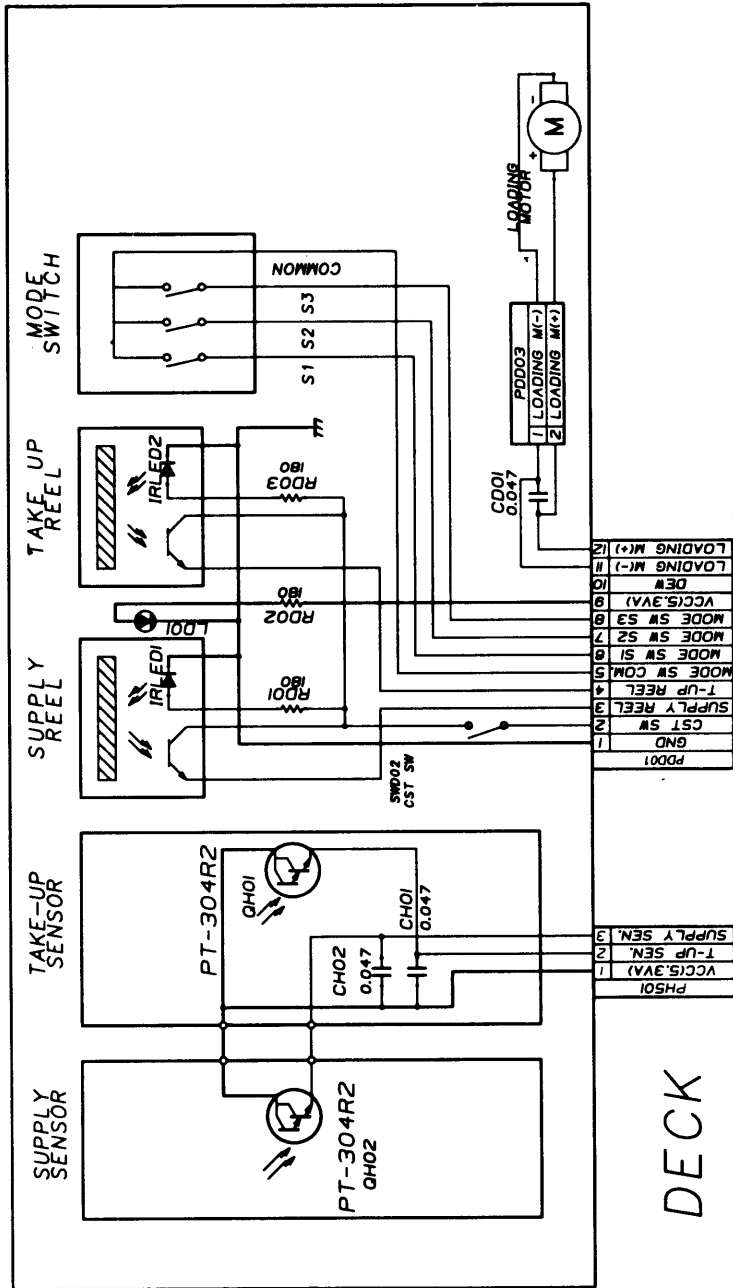 SUPPLY
SENSOR
TAKE-UP
SENSOR
SUPPLY
REEL
TAKE UP
REEL
MODE
SWITCH
PT-304R2
QH02
PT-304R2
QH01
CH02
0.047
CH01
0.047
IRLED1
LD01
IRLED2
RD01
180
RD02
180
RD03
180
SWD02
CST SW
S1
S2
S3
COMMON
CD01
0.047
PDD03
1 LOADING M(-)
2 LOADING M(+)
LOADING
MOTOR
+
M
-
PH501
1 VCC(5.3VA)
2 T-UP SEN.
3 SUPPLY SEN.
PDD01
1 GND
2 CST SW
3 SUPPLY REEL
4 T-UP REEL
5 MODE SW COM.
6 MODE SW S1
7 MODE SW S2
8 MODE SW S3
9 VCC(5.3VA)
10 DEW
11 LOADING M(-)
12 LOADING M(+)
DECK